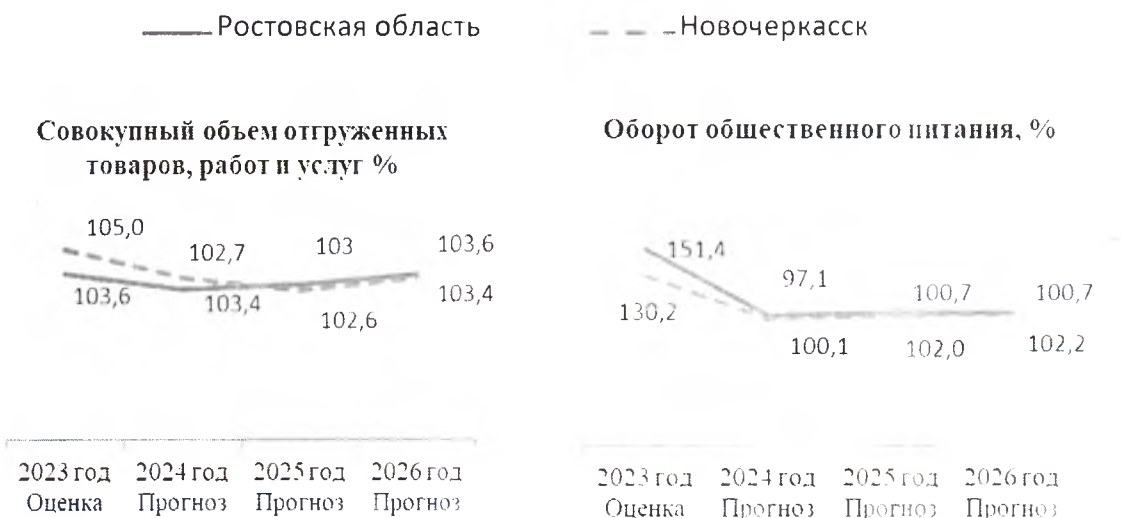 Ростовская область
Новочеркасск
Совокупный объем отгруженных
товаров, работ и услуг %
105,0
102,7
103
103,6
103,6
103,4
102,6
103,4
2023 год
Оценка
2024 год
Прогноз
2025 год
Прогноз
2026 год
Прогноз
Оборот общественного питания, %
151,4
97,1
100,7
100,7
130,2
100,1
102,0
102,2
2023 год
Оценка
2024 год
Прогноз
2025 год
Прогноз
2026 год
Прогноз